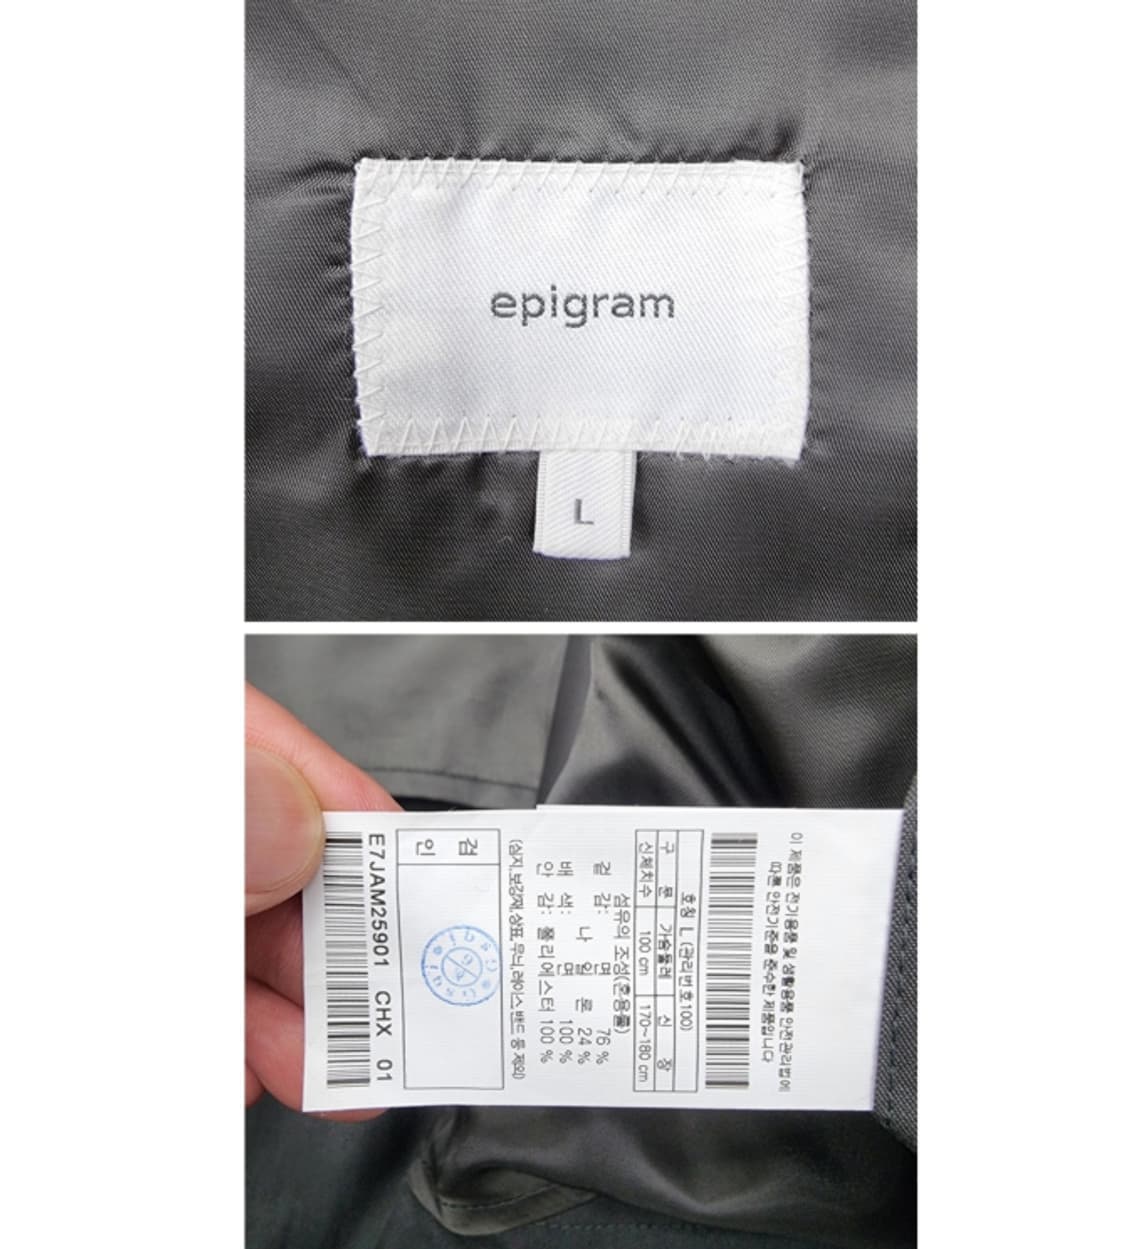 epigram
L
이 제품은 전기용품 및 생활용품 안전관리법에
따른 안전기준을 준수한 제품입니다
호칭 L (관리번호100)
구 분 가슴둘레 신 장
신체치수 100 cm 170~180 cm
섬유의 조성(혼용률)
겉 감: 면 76 %
나 일 론 24 %
배 색: 면 100 %
안 감: 폴리에스터 100 %
(심지,보강재,상표,무늬,레이스 밴드 등 제외)
검 인
E7JAM25901 CHX 01